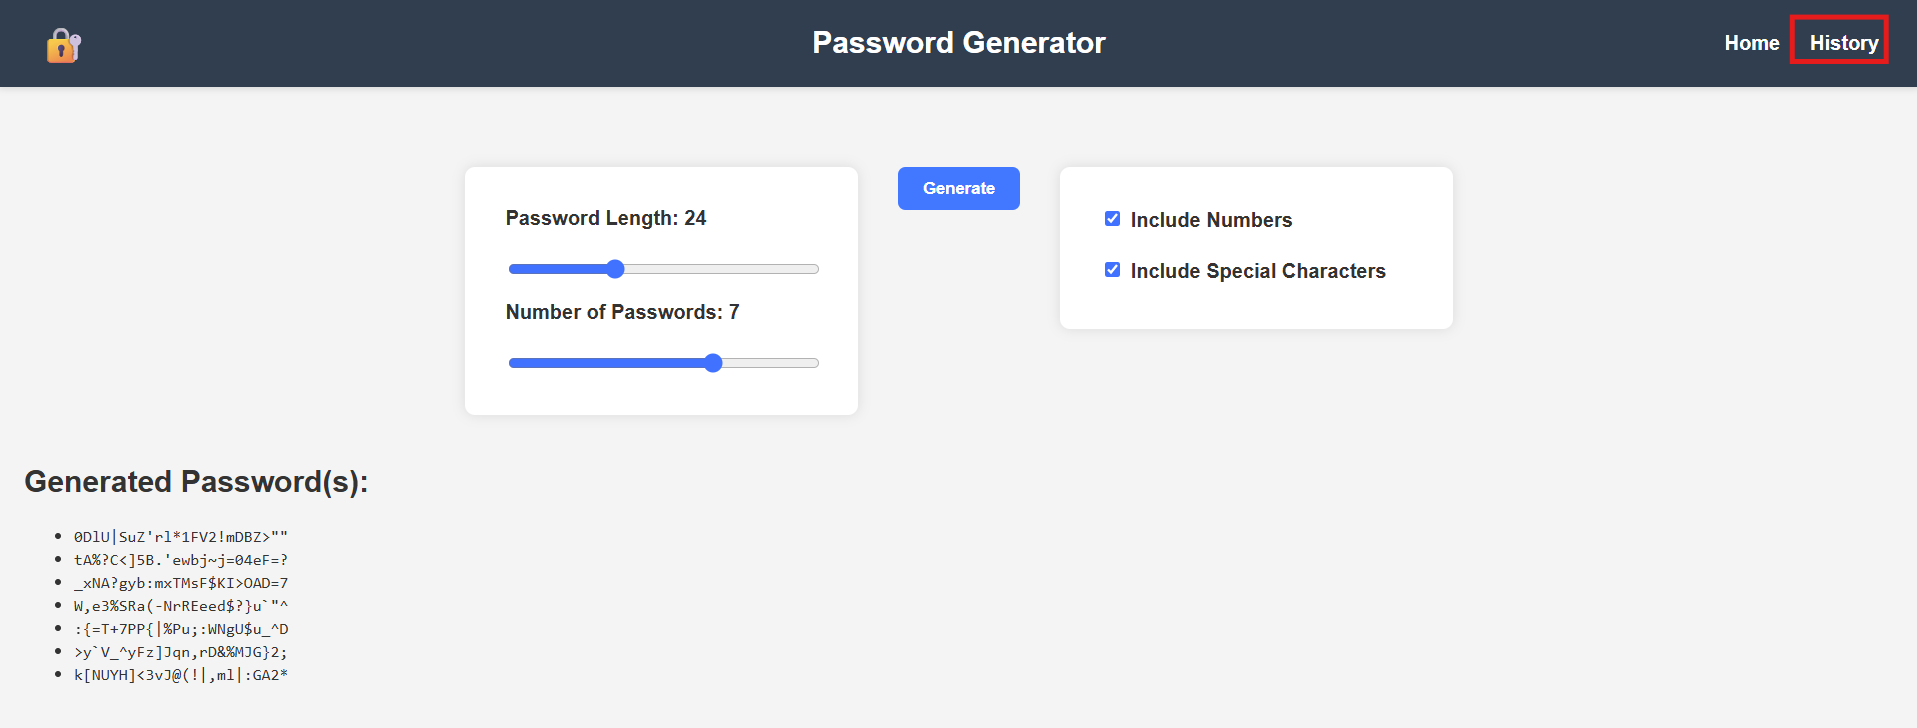 Password Generator
Home
History
Password Length: 24
Generate
Include Numbers
Include Special Characters
Number of Passwords: 7
Generated Password(s):
0DlU|SuZ'rl*1FV2!mDBZ>""
tA%?C<]5B.'ewbj~j=04eF=?
_xNA?gyb:mxTMsF$KI>OAD=7
W,e3%SRa(-NrREeed$?}u`"^
:{=T+7PP{|%Pu;:WNgU$u_^D
>y`V_^yFz]Jqn,rD&%MJG}2;
k[NUYH]<3vJ@(!|,ml|:GA2*